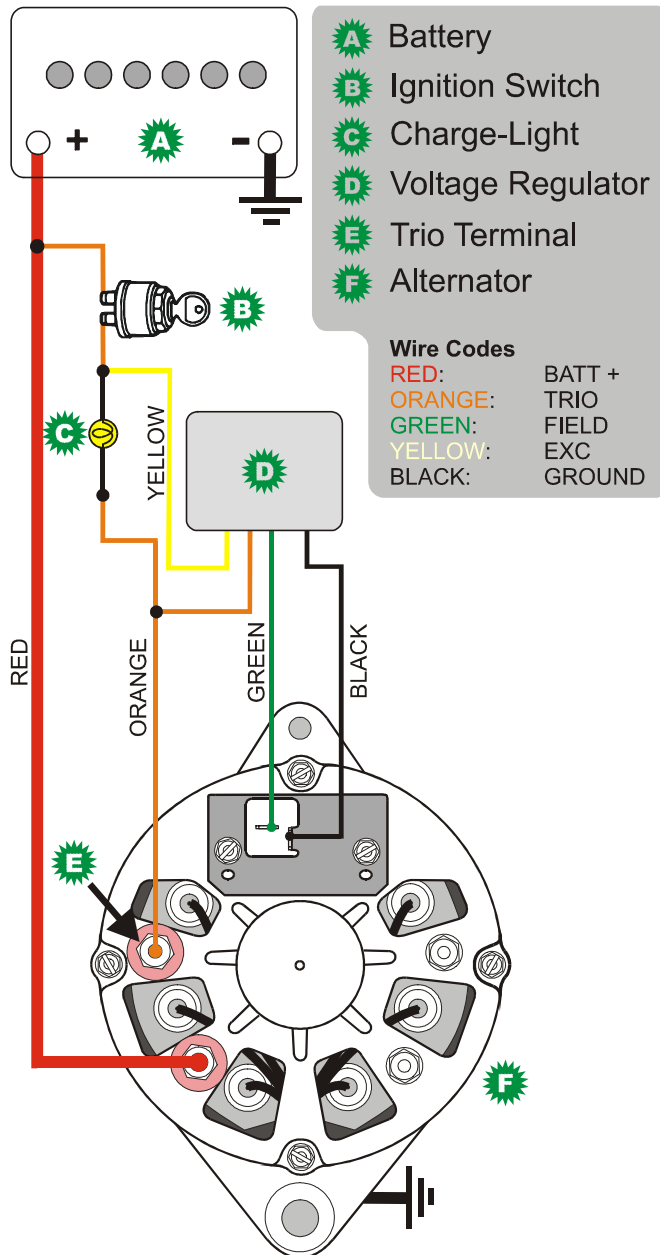 +
A
-
A Battery
B Ignition Switch
C Charge-Light
D Voltage Regulator
E Trio Terminal
F Alternator
B
Wire Codes
RED: BATT +
ORANGE: TRIO
GREEN: FIELD
YELLOW: EXC
BLACK: GROUND
C
YELLOW
D
RED
ORANGE
GREEN
BLACK
E
F